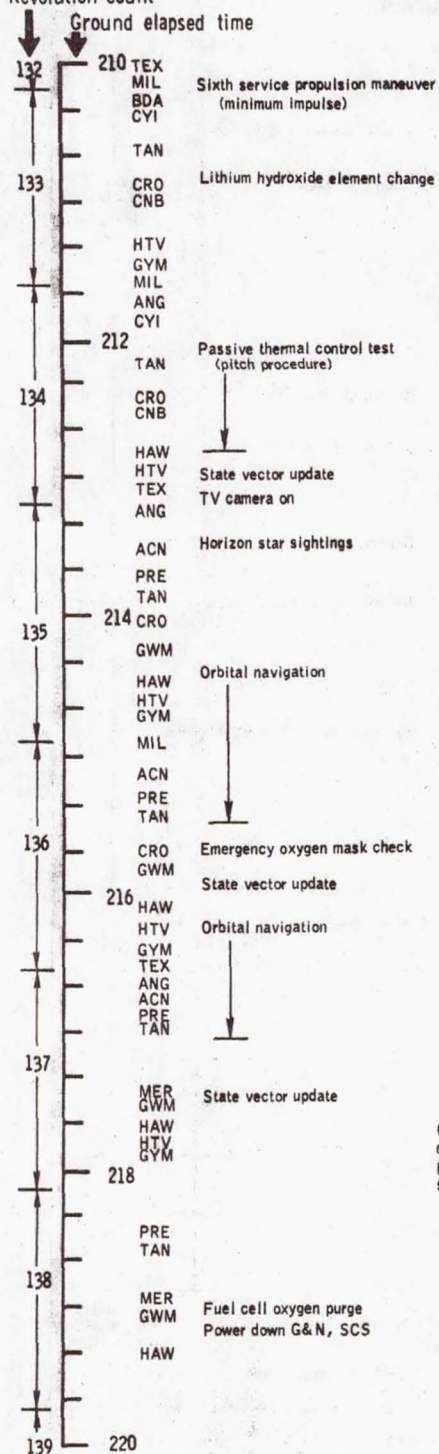 Ground elapsed time
132
210 TEX
MIL Sixth service propulsion maneuver
BDA (minimum impulse)
CYI
TAN
133
CRO Lithium hydroxide element change
CNB
HTV
GYM
MIL
ANG
CYI
212
Passive thermal control test
TAN (pitch procedure)
134
CRO
CNB
HAW
HTV State vector update
TEX TV camera on
ANG
ACN Horizon star sightings
PRE
TAN
214 CRO
135
GWM
HAW Orbital navigation
HTV
GYM
MIL
ACN
PRE
TAN
136
CRO Emergency oxygen mask check
GWM
State vector update
216
HAW
HTV Orbital navigation
GYM
TEX
ANG
ACN
PRE
TAN
137
MER State vector update
GWM
HAW
HTV
GYM
218
PRE
TAN
138
MER
GWM Fuel cell oxygen purge
Power down G&N, SCS
HAW
139
220